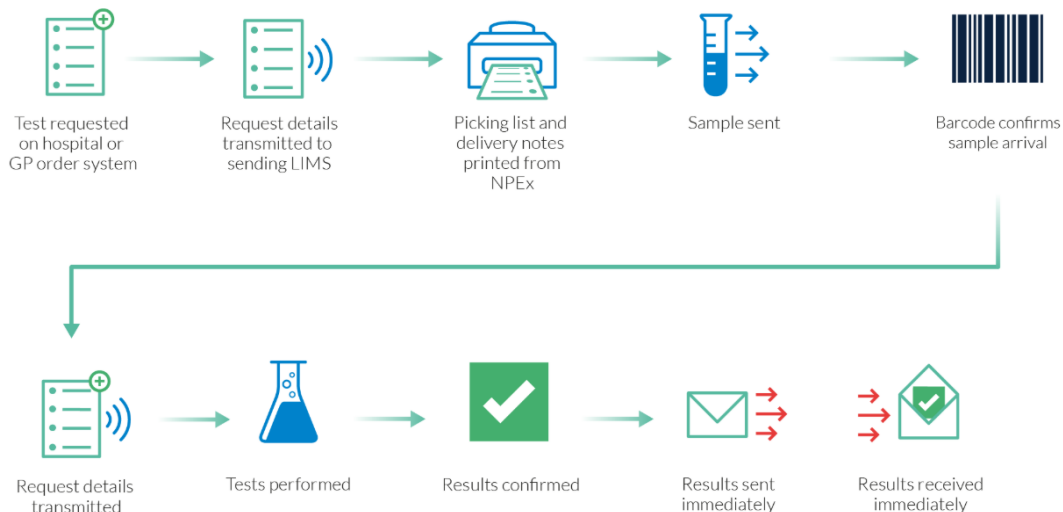 Test requested
on hospital or
GP order system
Request details
transmitted to
sending LIMS
Picking list and
delivery notes
printed from
NPEx
Sample sent
Barcode confirms
sample arrival
Request details
transmitted
Tests performed
Results confirmed
Results sent
immediately
Results received
immediately